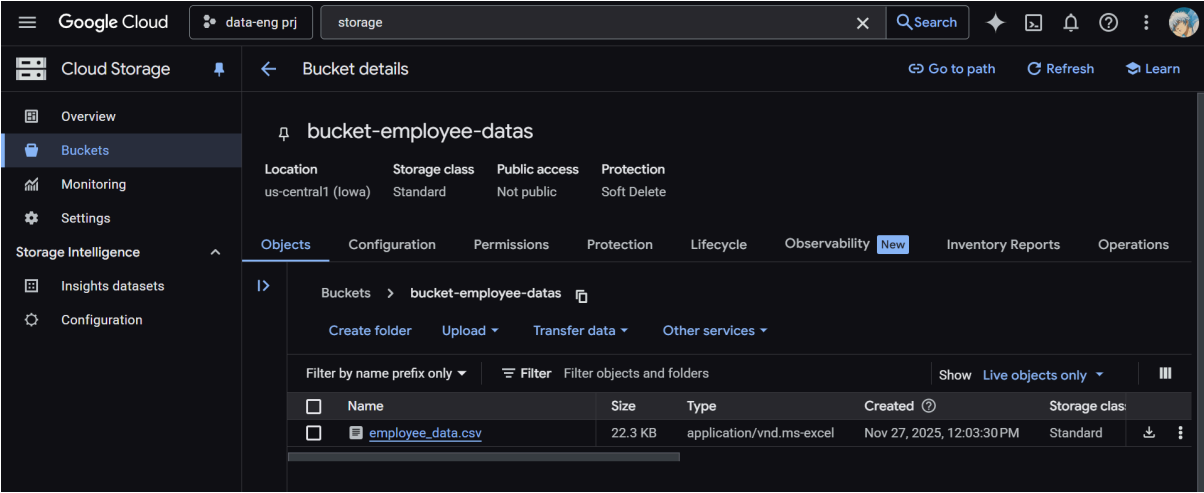 Google Cloud data-eng prj storage Search
Cloud Storage
Bucket details Go to path Refresh Learn
Overview
Buckets
Monitoring
Settings
Storage Intelligence
Insights datasets
Configuration
bucket-employee-datas
Location Storage class Public access Protection
us-central1 (Iowa) Standard Not public Soft Delete
Objects Configuration Permissions Protection Lifecycle Observability New Inventory Reports Operations
Buckets > bucket-employee-datas
Create folder Upload Transfer data Other services
Filter by name prefix only Filter Filter objects and folders Show Live objects only
Name Size Type Created Storage clas
employee_data.csv 22.3 KB application/vnd.ms-excel Nov 27, 2025, 12:03:30 PM Standard